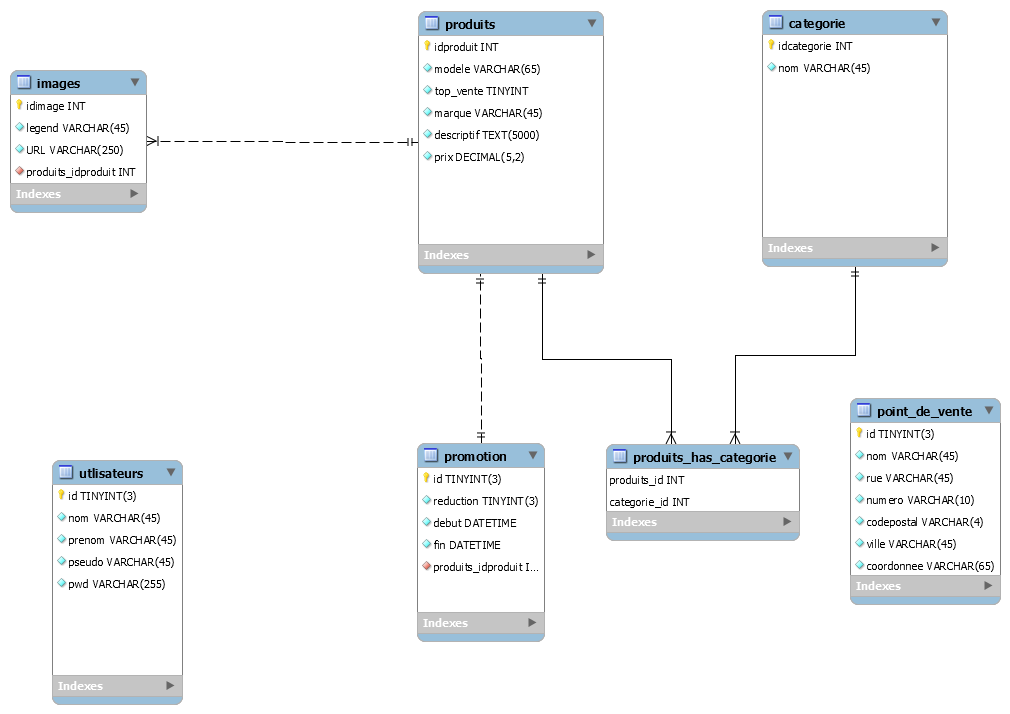 produits
idproduit INT
modele VARCHAR(65)
top_vente TINYINT
marque VARCHAR(45)
descriptif TEXT(5000)
prix DECIMAL(5,2)
Indexes
categorie
idcategorie INT
nom VARCHAR(45)
Indexes
images
idimage INT
legend VARCHAR(45)
URL VARCHAR(250)
produits_idproduit INT
Indexes
utlisateurs
id TINYINT(3)
nom VARCHAR(45)
prenom VARCHAR(45)
pseudo VARCHAR(45)
pwd VARCHAR(255)
Indexes
promotion
id TINYINT(3)
reduction TINYINT(3)
debut DATETIME
fin DATETIME
produits_idproduit I...
Indexes
produits_has_categorie
produits_id INT
categorie_id INT
Indexes
point_de_vente
id TINYINT(3)
nom VARCHAR(45)
rue VARCHAR(45)
numero VARCHAR(10)
codepostal VARCHAR(4)
ville VARCHAR(45)
coordonnee VARCHAR(65)
Indexes